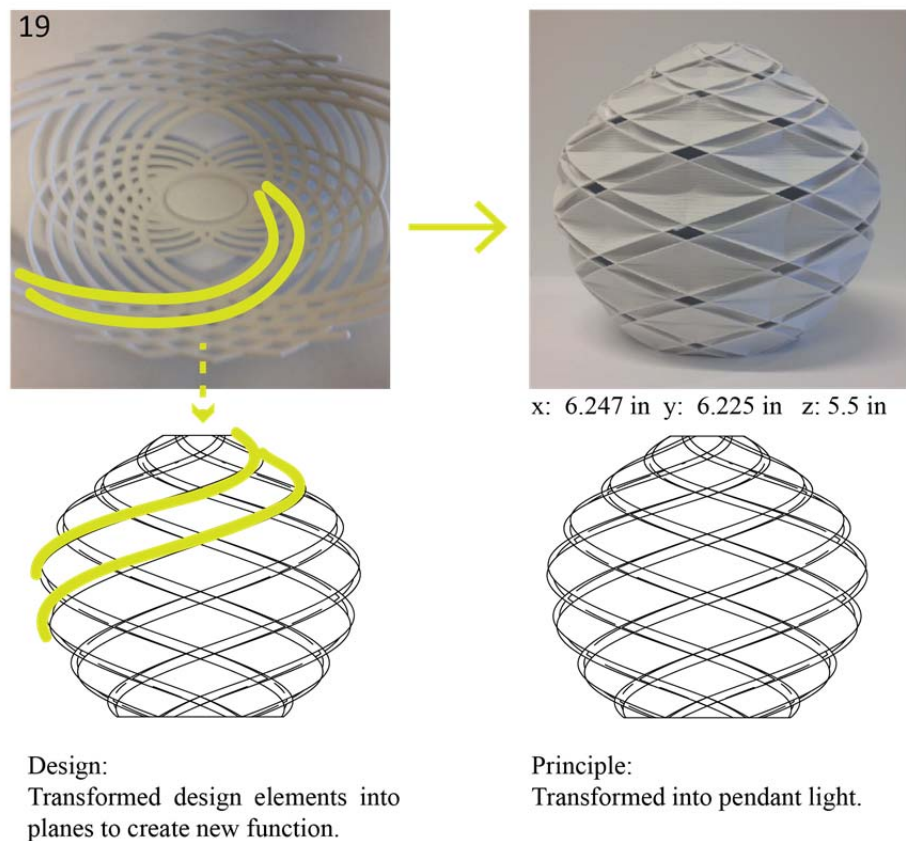 19
x: 6.247 in y: 6.225 in z: 5.5 in
Design:
Transformed design elements into
planes to create new function.
Principle:
Transformed into pendant light.